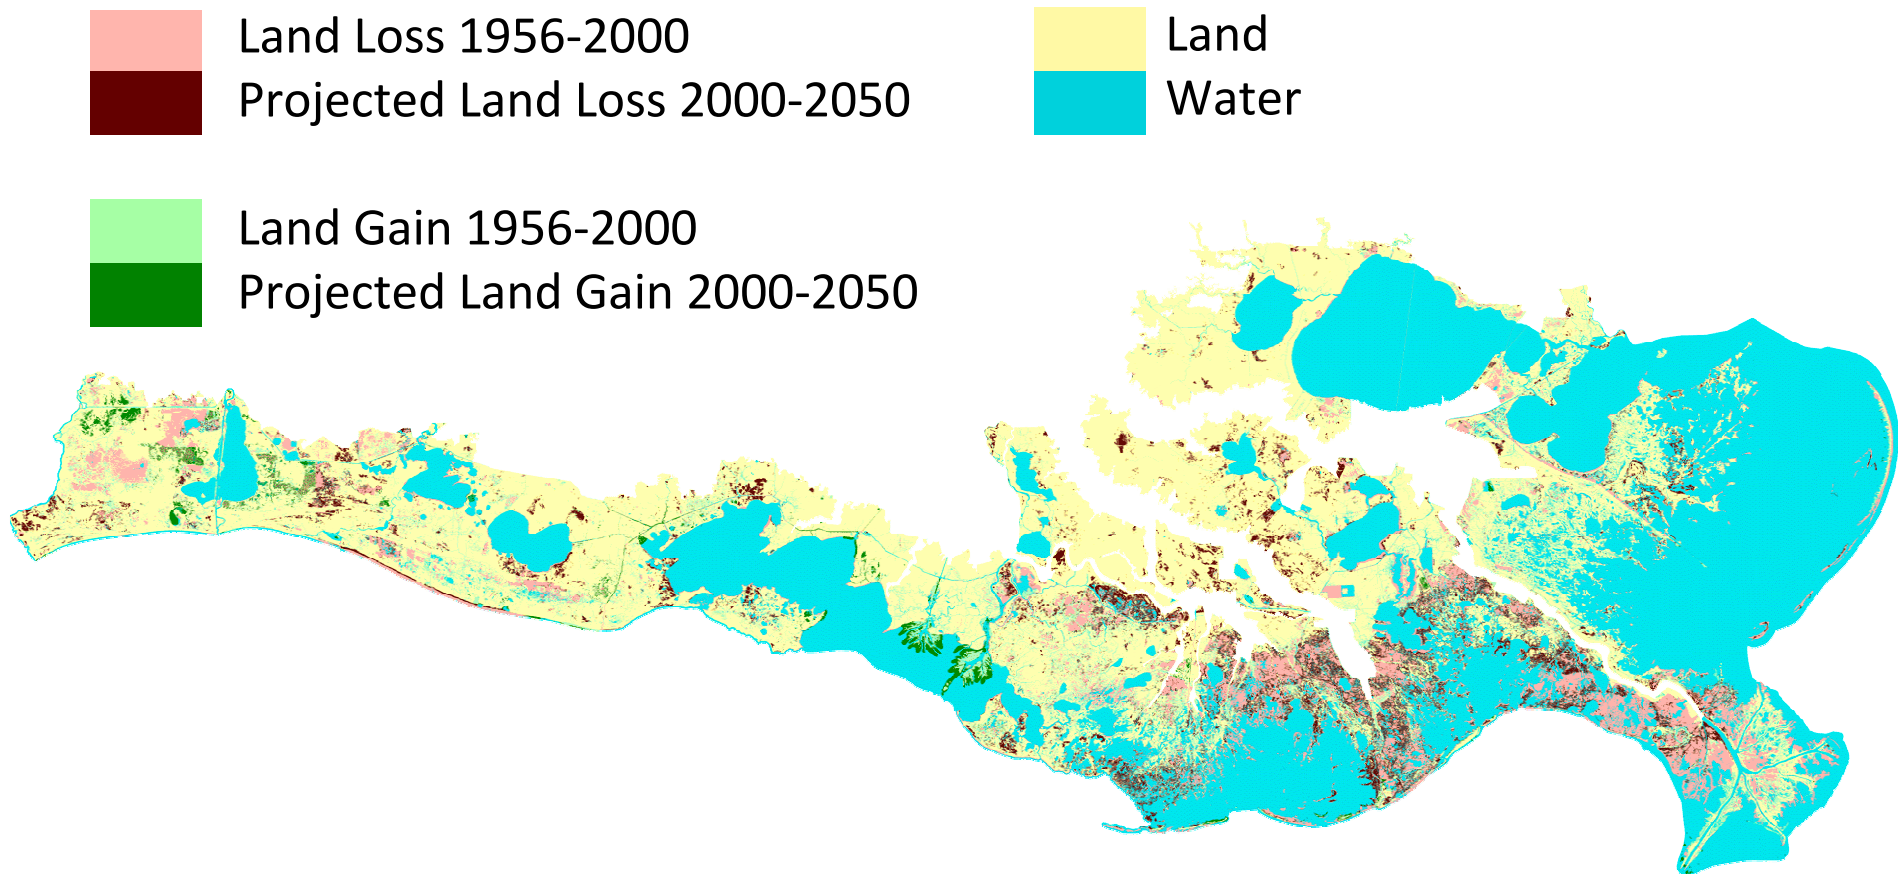 Land Loss 1956-2000
Projected Land Loss 2000-2050
Land Gain 1956-2000
Projected Land Gain 2000-2050
Land
Water